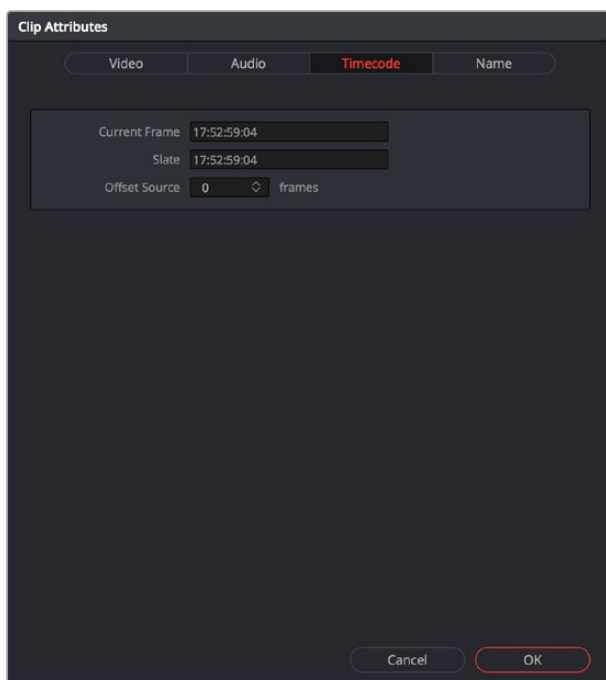 Clip Attributes
Video Audio Timecode Name
Current Frame 17:52:59:04
Slate 17:52:59:04
Offset Source 0 frames
Cancel OK